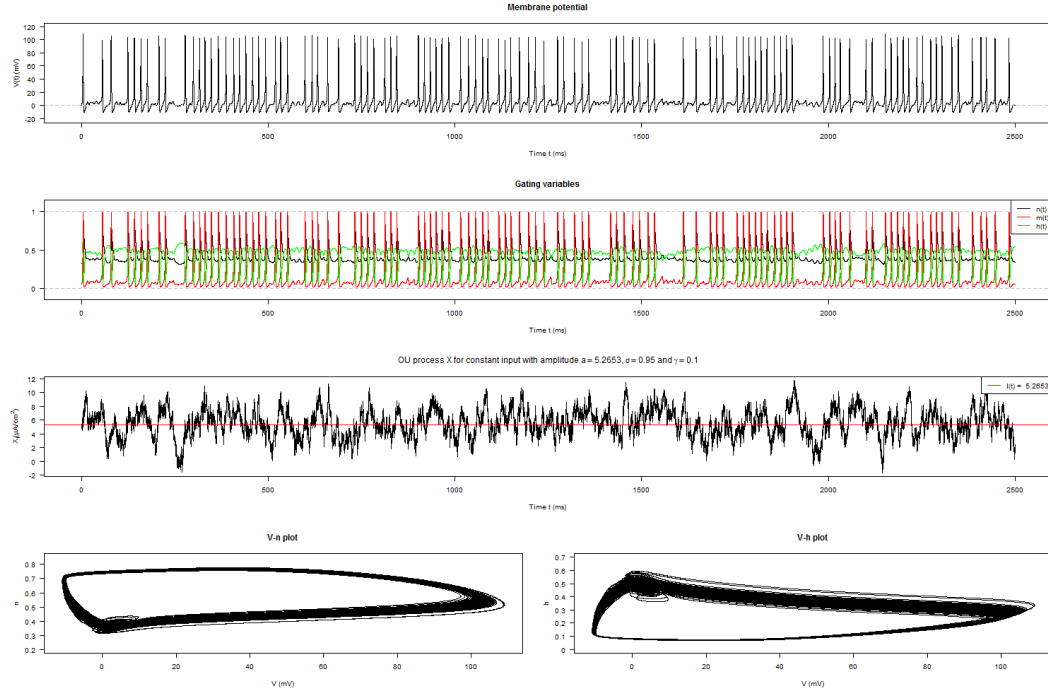 Membrane potential
V(t) (mV)
120
100
80
60
40
20
0
-20
0 500 1000 1500 2000 2500
Time t (ms)
Gating variables
1
0.5
0
n(t)
m(t)
h(t)
0 500 1000 1500 2000 2500
Time t (ms)
OU process X for constant input with amplitude a = 5.2653, σ = 0.95 and γ = 0.1
12
10
8
6
4
2
0
-2
I(t) = 5.2653
0 500 1000 1500 2000 2500
Time t (ms)
V-n plot
n
0.8
0.7
0.6
0.5
0.4
0.3
0.2
0 20 40 60 80 100
V (mV)
V-h plot
h
0.7
0.6
0.5
0.4
0.3
0.2
0.1
0
0 20 40 60 80 100
V (mV)